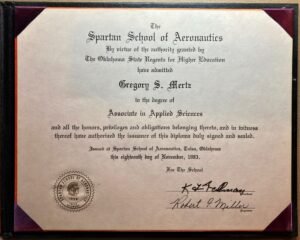 The
Spartan School of Aeronautics
By virtue of the authority granted by
The Oklahoma State Regents for Higher Education
have admitted
Gregory S. Mertz
to the degree of
Associate in Applied Sciences
and all the honors, privileges and obligations belonging thereto, and in witness
thereof have authorized the issuance of this diploma duly signed and sealed.
Issued at Spartan School of Aeronautics, Tulsa, Oklahoma
this eighteenth day of November, 1983.
For the School
Robert J. Miller